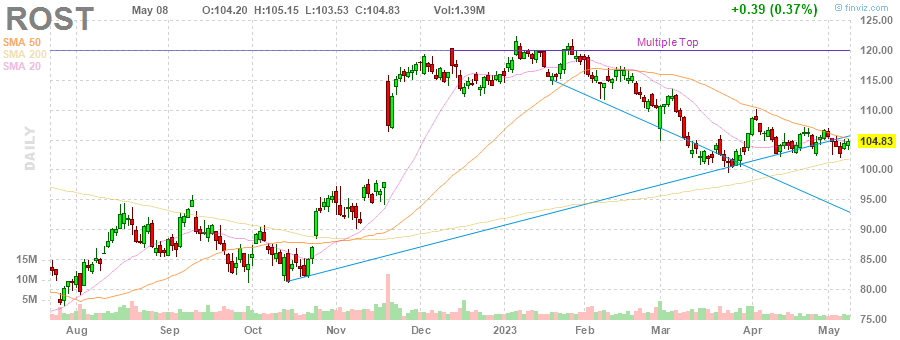 ROST
May 08 O:104.20 H:105.15 L:103.53 C:104.83 Vol:1.39M +0.39 (0.37%)
© finviz.com
SMA 50
SMA 200
SMA 20
Multiple Top
DAILY
125.00
120.00
115.00
110.00
104.83
100.00
95.00
90.00
85.00
80.00
75.00
15M
10M
5M
Aug Sep Oct Nov Dec 2023 Feb Mar Apr May